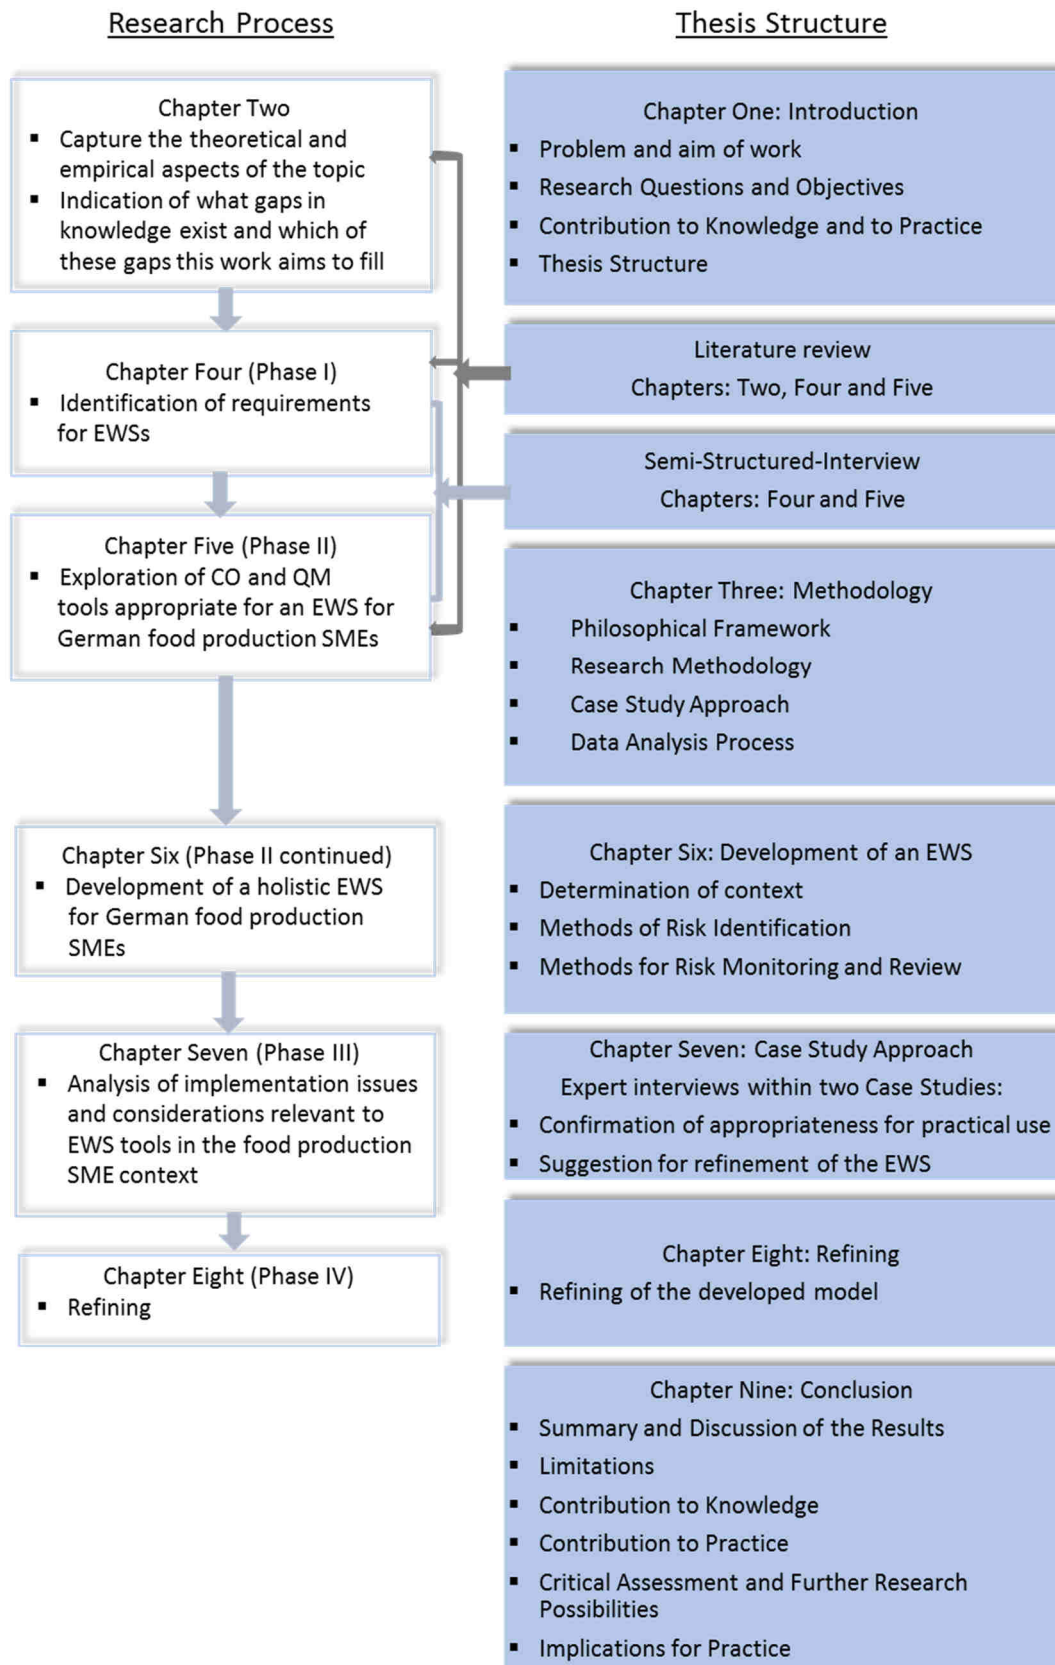 Research Process
Chapter Two
▪ Capture the theoretical and
empirical aspects of the topic
▪ Indication of what gaps in
knowledge exist and which of
these gaps this work aims to fill
Chapter Four (Phase I)
▪ Identification of requirements
for EWSs
Chapter Five (Phase II)
▪ Exploration of CO and QM
tools appropriate for an EWS for
German food production SMEs
Chapter Six (Phase II continued)
▪ Development of a holistic EWS
for German food production
SMEs
Chapter Seven (Phase III)
▪ Analysis of implementation issues
and considerations relevant to
EWS tools in the food production
SME context
Chapter Eight (Phase IV)
▪ Refining
Thesis Structure
Chapter One: Introduction
▪ Problem and aim of work
▪ Research Questions and Objectives
▪ Contribution to Knowledge and to Practice
▪ Thesis Structure
Literature review
Chapters: Two, Four and Five
Semi-Structured-Interview
Chapters: Four and Five
Chapter Three: Methodology
▪ Philosophical Framework
▪ Research Methodology
▪ Case Study Approach
▪ Data Analysis Process
Chapter Six: Development of an EWS
▪ Determination of context
▪ Methods of Risk Identification
▪ Methods for Risk Monitoring and Review
Chapter Seven: Case Study Approach
Expert interviews within two Case Studies:
▪ Confirmation of appropriateness for practical use
▪ Suggestion for refinement of the EWS
Chapter Eight: Refining
▪ Refining of the developed model
Chapter Nine: Conclusion
▪ Summary and Discussion of the Results
▪ Limitations
▪ Contribution to Knowledge
▪ Contribution to Practice
▪ Critical Assessment and Further Research
Possibilities
▪ Implications for Practice